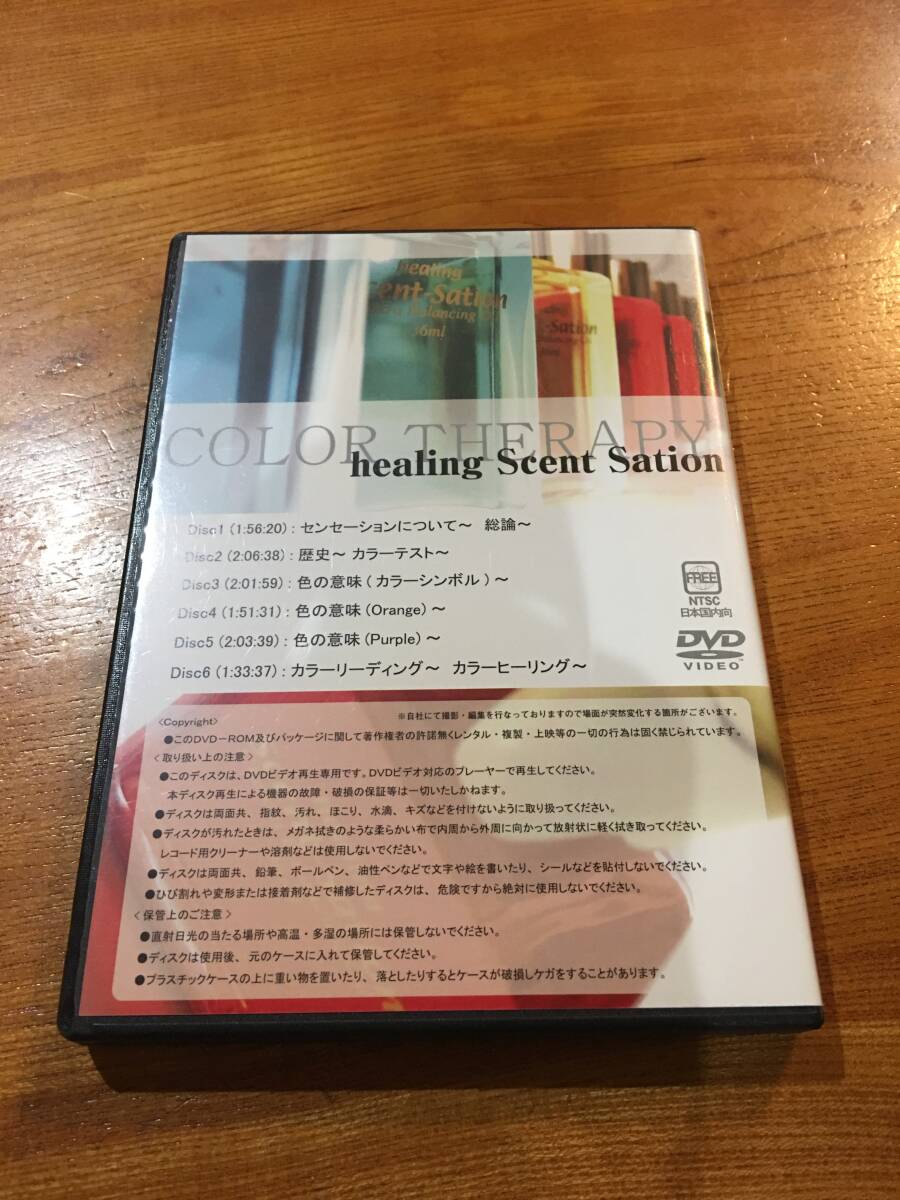 healing
cent-Sation
Balancing
16ml
-Sation
COLOR THERAPY
healing Scent Sation
Disc1 (1:56:20) : センセーションについて～ 総論～
Disc2 (2:06:38) : 歴史～ カラーテスト～
Disc3 (2:01:59) : 色の意味 ( カラーシンボル ) ～
Disc4 (1:51:31) : 色の意味 (Orange) ～
Disc5 (2:03:39) : 色の意味 (Purple) ～
Disc6 (1:33:37) : カラーリーディング～ カラーヒーリング～
FREE
NTSC
日本国内向
DVD
VIDEO™
<Copyright>
※自社にて撮影・編集を行なっておりますので場面が突然変化する箇所がございます。
●このDVD－ROM及びパッケージに関して著作権者の許諾無くレンタル・複製・上映等の一切の行為は固く禁じられています。
〈 取り扱い上の注意 〉
●このディスクは、DVDビデオ再生専用です。DVDビデオ対応のプレーヤーで再生してください。
本ディスク再生による機器の故障・破損の保証等は一切いたしかねます。
●ディスクは両面共、指紋、汚れ、ほこり、水滴、キズなどを付けないように取り扱ってください。
●ディスクが汚れたときは、メガネ拭きのような柔らかい布で内周から外周に向かって放射状に軽く拭き取ってください。
レコード用クリーナーや溶剤などは使用しないでください。
●ディスクは両面共、鉛筆、ボールペン、油性ペンなどで文字や絵を書いたり、シールなどを貼付しないでください。
●ひび割れや変形または接着剤などで補修したディスクは、危険ですから絶対に使用しないでください。
〈 保管上のご注意 〉
●直射日光の当たる場所や高温・多湿の場所には保管しないでください。
●ディスクは使用後、元のケースに入れて保管してください。
●プラスチックケースの上に重い物を置いたり、落としたりするとケースが破損しケガをすることがあります。